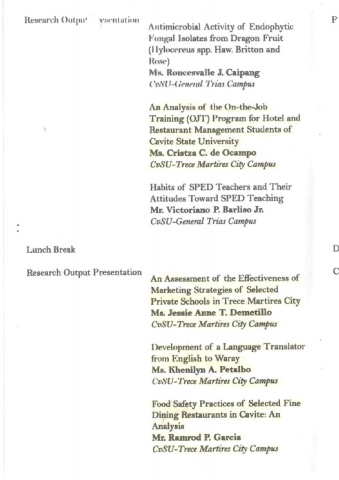 Research Output Presentation
Antimicrobial Activity of Endophytic
Fungal Isolates from Dragon Fruit
(Hylocereus spp. Haw. Britton and
Rose)
Ms. Roncesvalle J. Caipang
CvSU-General Trias Campus
An Analysis of the On-the-Job
Training (OJT) Program for Hotel and
Restaurant Management Students of
Cavite State University
Ms. Cristza C. de Ocampo
CvSU-Trece Martires City Campus
Habits of SPED Teachers and Their
Attitudes Toward SPED Teaching
Mr. Victoriano P. Barliso Jr.
CvSU-General Trias Campus
Lunch Break
Research Output Presentation
An Assessment of the Effectiveness of
Marketing Strategies of Selected
Private Schools in Trece Martires City
Ms. Jessie Anne T. Demetillo
CvSU-Trece Martires City Campus
Development of a Language Translator
from English to Waray
Ms. Khenilyn A. Petalbo
CvSU-Trece Martires City Campus
Food Safety Practices of Selected Fine
Dining Restaurants in Cavite: An
Analysis
Mr. Ramrod P. Garcia
CvSU-Trece Martires City Campus
P
D
C